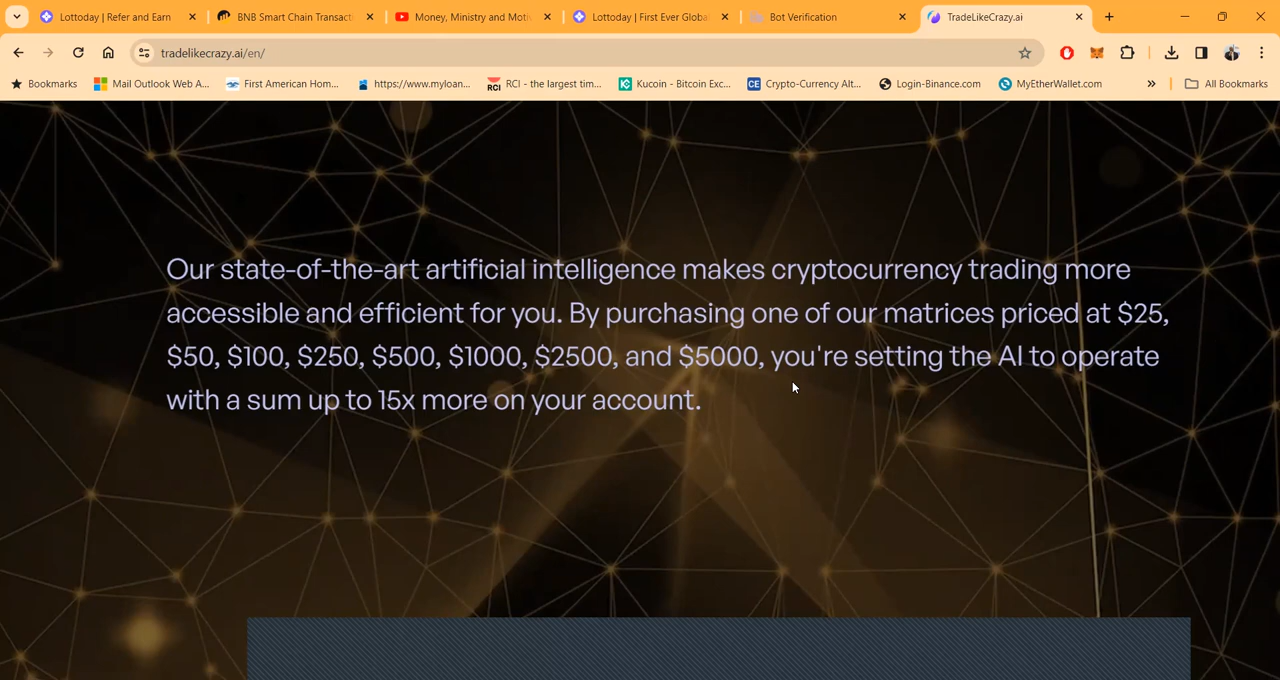 Lottoday | Refer and Earn
BNB Smart Chain Transacti
Money, Ministry and Moti
Lottoday | First Ever Global
Bot Verification
TradeLikeCrazy.ai
tradelikecrazy.ai/en/
Bookmarks
Mail Outlook Web A...
First American Hom...
https://www.myloan...
RCI
RCI - the largest tim...
Kucoin - Bitcoin Exc...
CE
Crypto-Currency Alt...
Login-Binance.com
MyEtherWallet.com
All Bookmarks
Our state-of-the-art artificial intelligence makes cryptocurrency trading more
accessible and efficient for you. By purchasing one of our matrices priced at $25,
$50, $100, $250, $500, $1000, $2500, and $5000, you're setting the AI to operate
with a sum up to 15x more on your account.